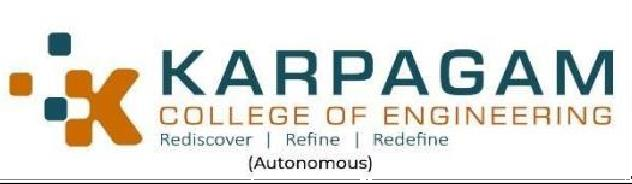 KARPAGAM
COLLEGE OF ENGINEERING
Rediscover | Refine | Redefine
(Autonomous)